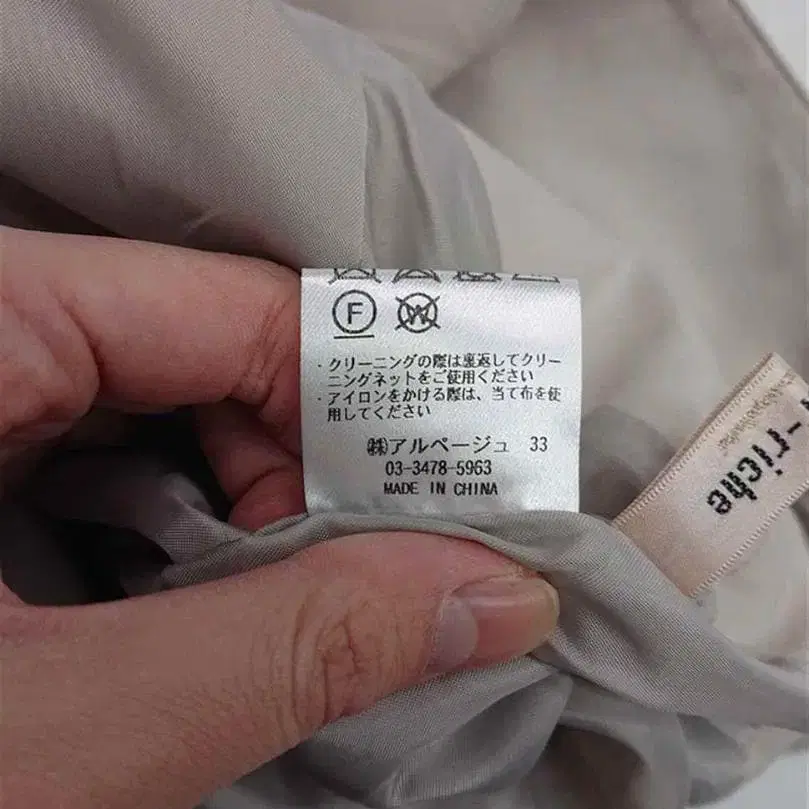 F
W
・クリーニングの際は裏返してクリー
ニングネットをご使用ください
・アイロンをかける際は、当て布を使
用してください
㈱アルページュ 33
03-3478-5963
MADE IN CHINA
-riche